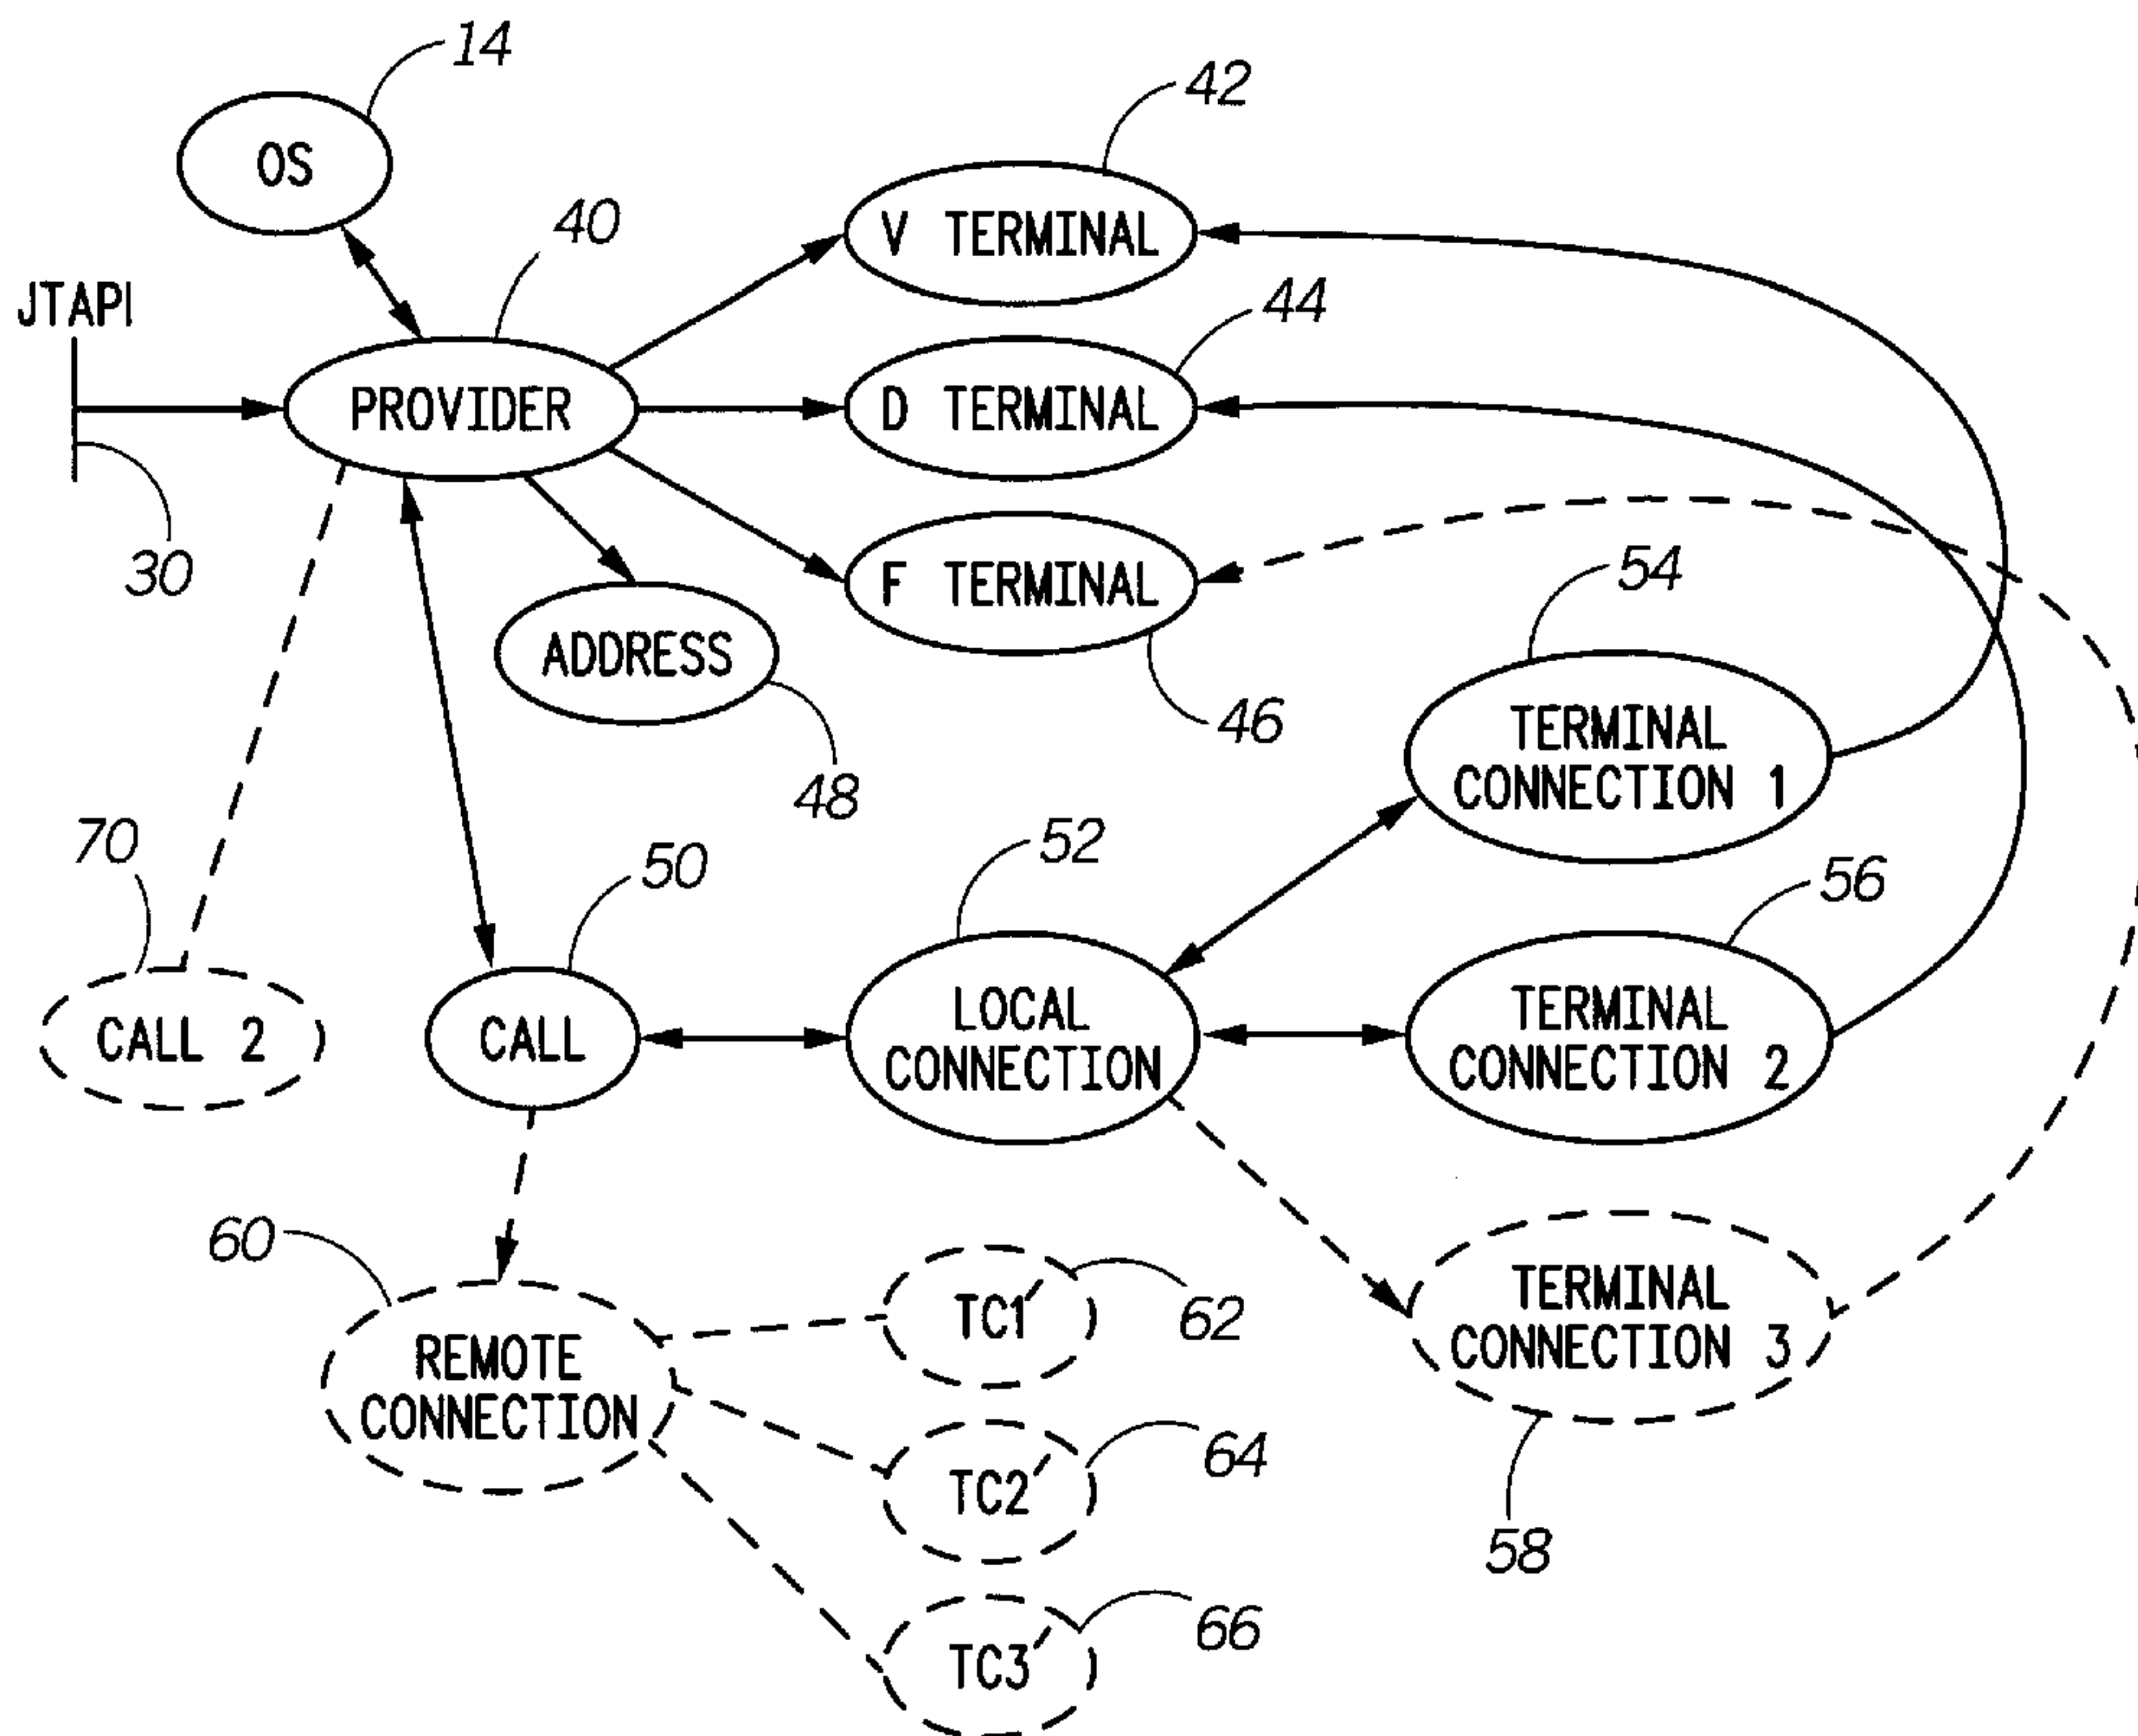 14
OS
42
40
V TERMINAL
JTAPI
44
PROVIDER
D TERMINAL
30
F TERMINAL
54
ADDRESS
46
48
TERMINAL
CONNECTION 1
70
50
52
56
CALL 2
CALL
LOCAL
CONNECTION
TERMINAL
CONNECTION 2
60
TC1'
62
TERMINAL
CONNECTION 3
REMOTE
CONNECTION
TC2'
64
58
TC3'
66